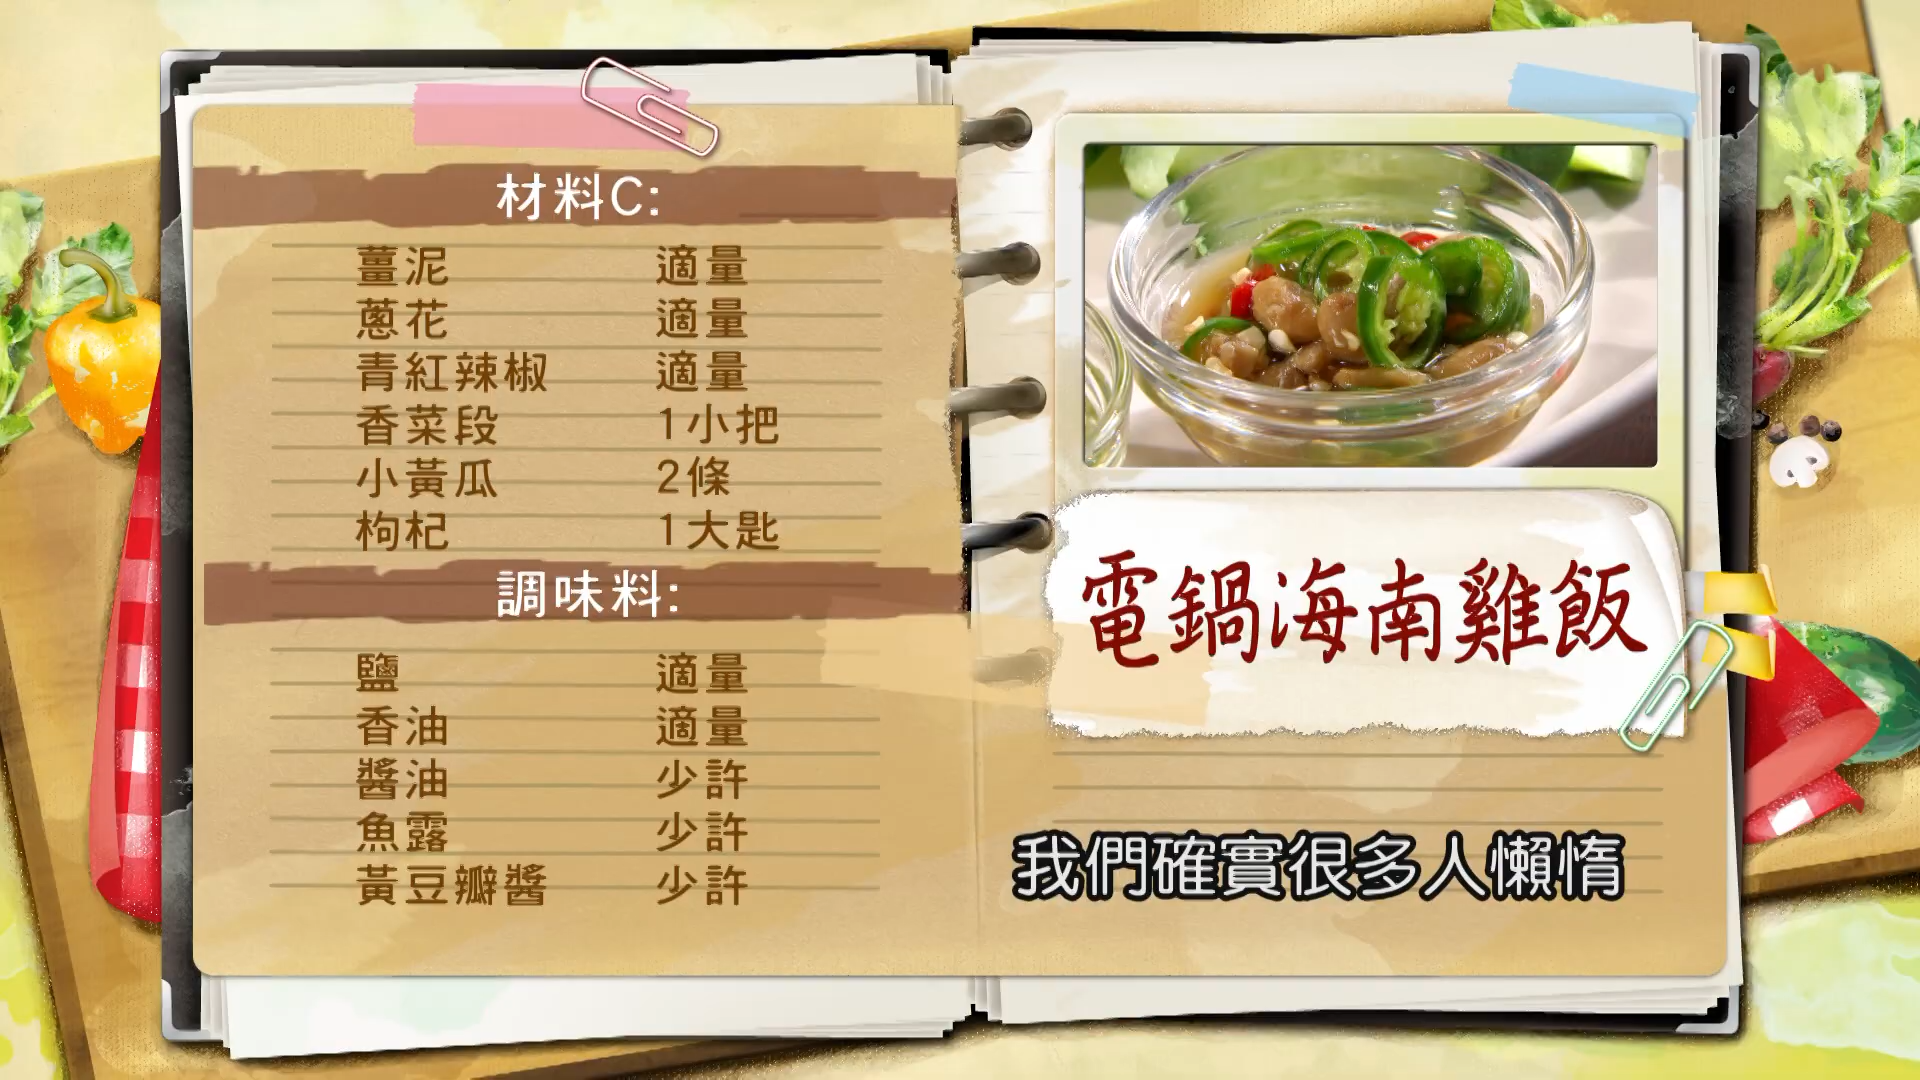 材料C:
薑泥 適量
蔥花 適量
青紅辣椒 適量
香菜段 1小把
小黃瓜 2條
枸杞 1大匙
調味料:
鹽 適量
香油 適量
醬油 少許
魚露 少許
黃豆瓣醬 少許
電鍋海南雞飯
我們確實很多人懶惰